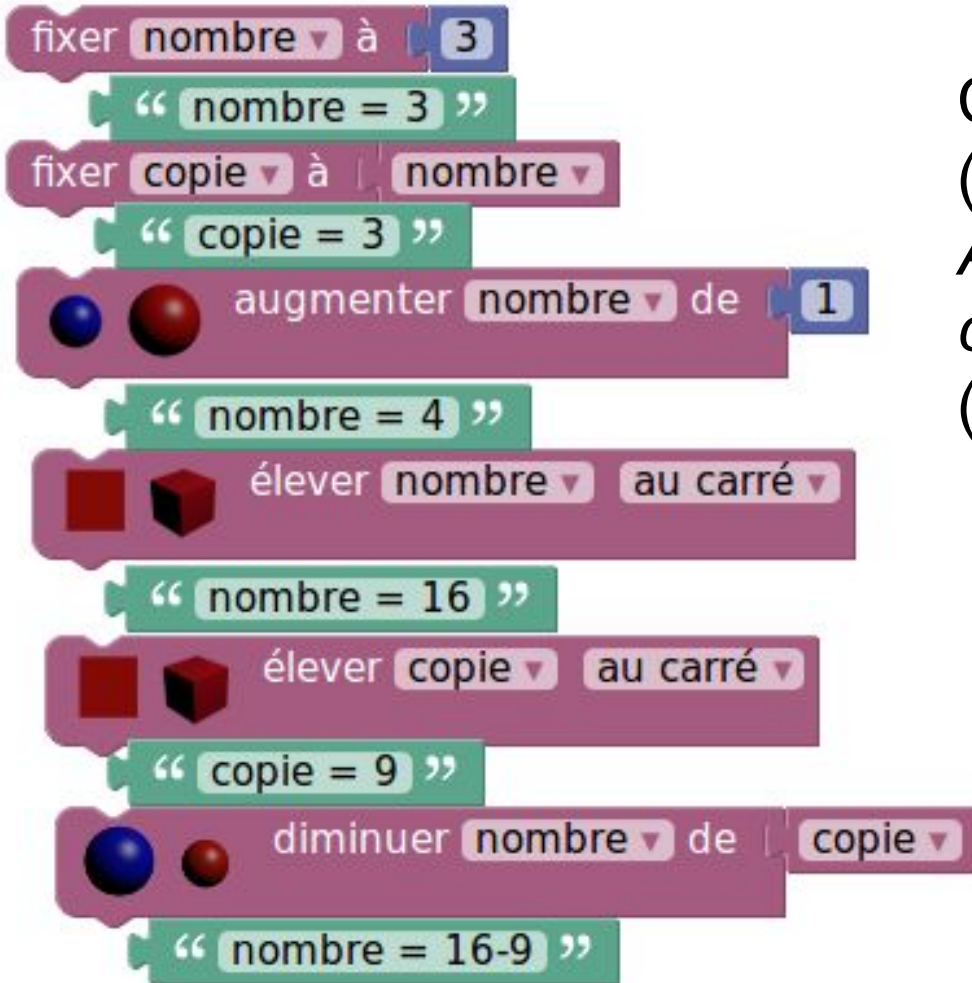 fixer nombre ▾ à 3
“ nombre = 3 ”
fixer copie ▾ à nombre ▾
“ copie = 3 ”
augmenter nombre ▾ de 1
“ nombre = 4 ”
élever nombre ▾ au carré ▾
“ nombre = 16 ”
élever copie ▾ au carré ▾
“ copie = 9 ”
diminuer nombre ▾ de copie ▾
“ nombre = 16-9 ”